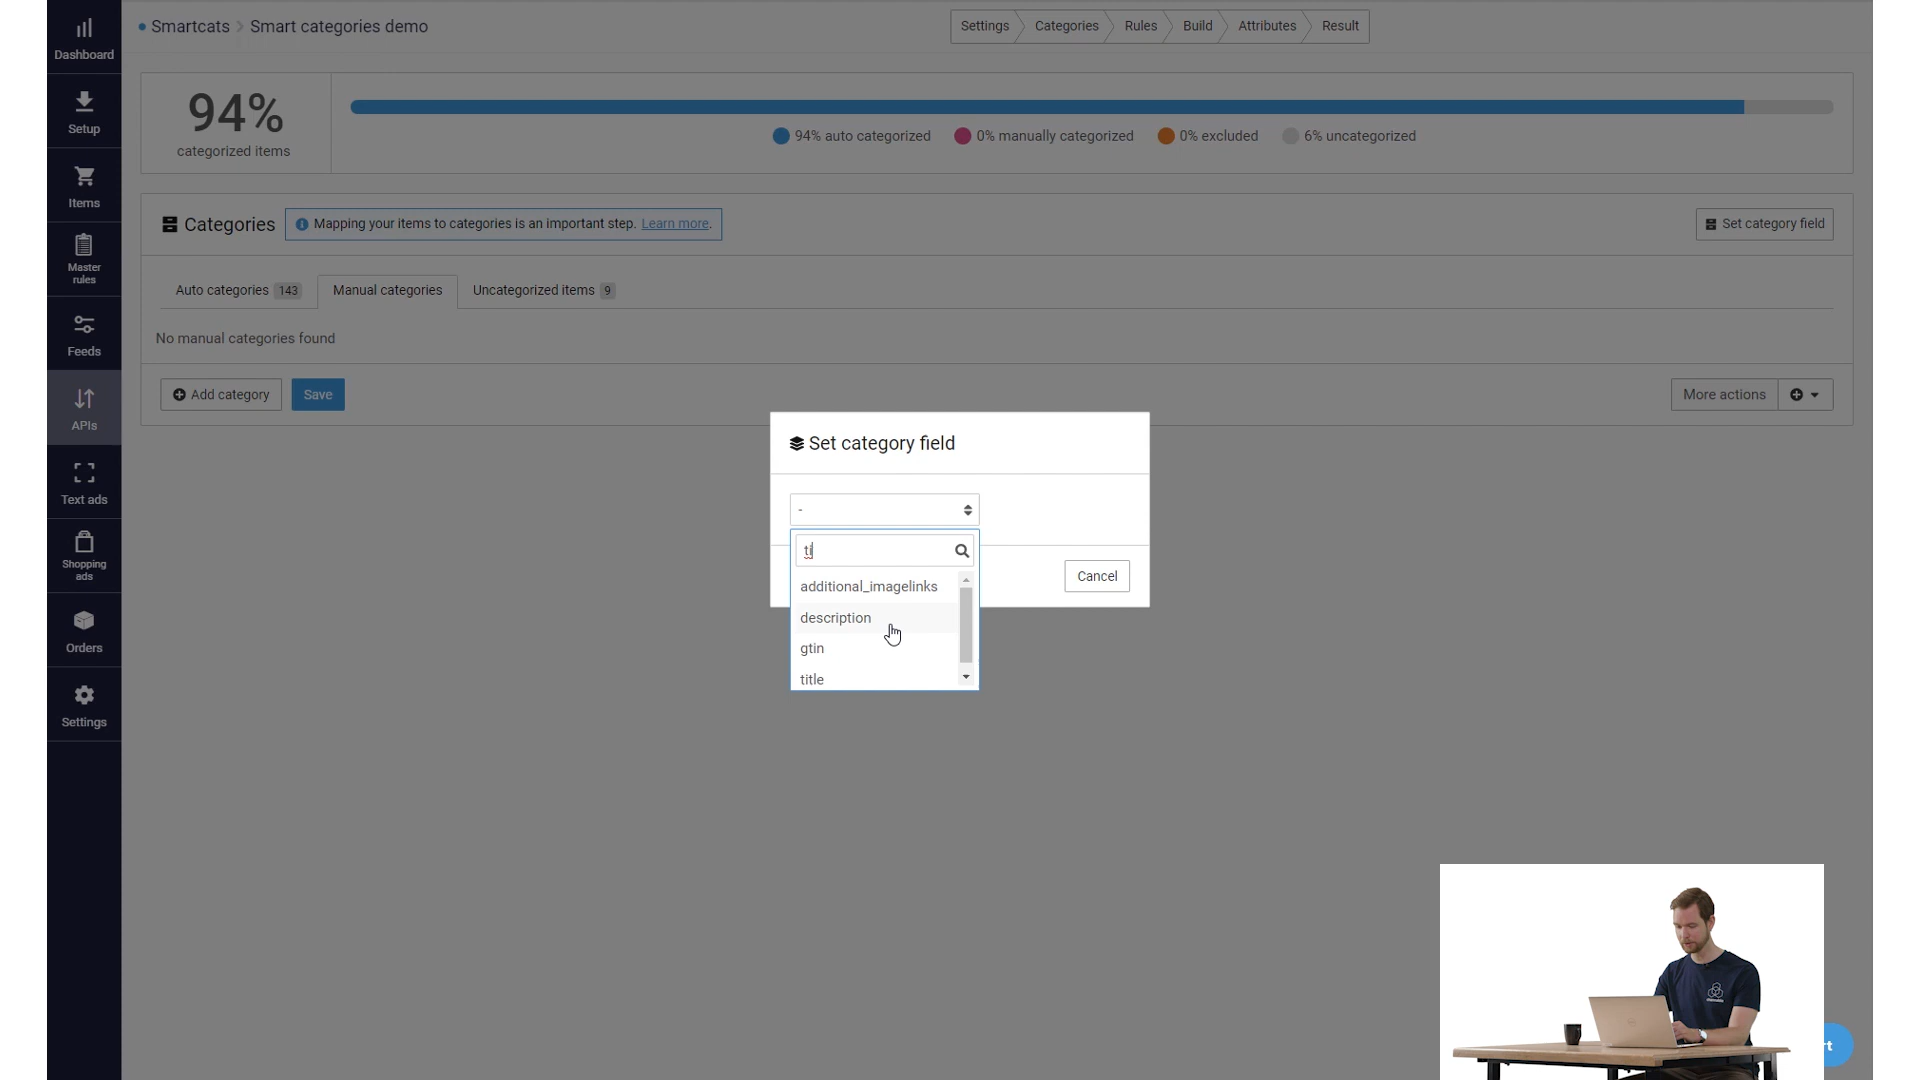 Dashboard
Setup
Items
Master
rules
Feeds
APIs
Text ads
Shopping
ads
Orders
Settings
Smartcats > Smart categories demo
Settings
Categories
Rules
Build
Attributes
Result
94%
categorized items
94% auto categorized
0% manually categorized
0% excluded
6% uncategorized
Categories
Mapping your items to categories is an important step. Learn more.
Set category field
Auto categories 143
Manual categories
Uncategorized items 9
No manual categories found
Add category
Save
More actions
Set category field
-
ti
additional_imagelinks
description
gtin
title
Cancel